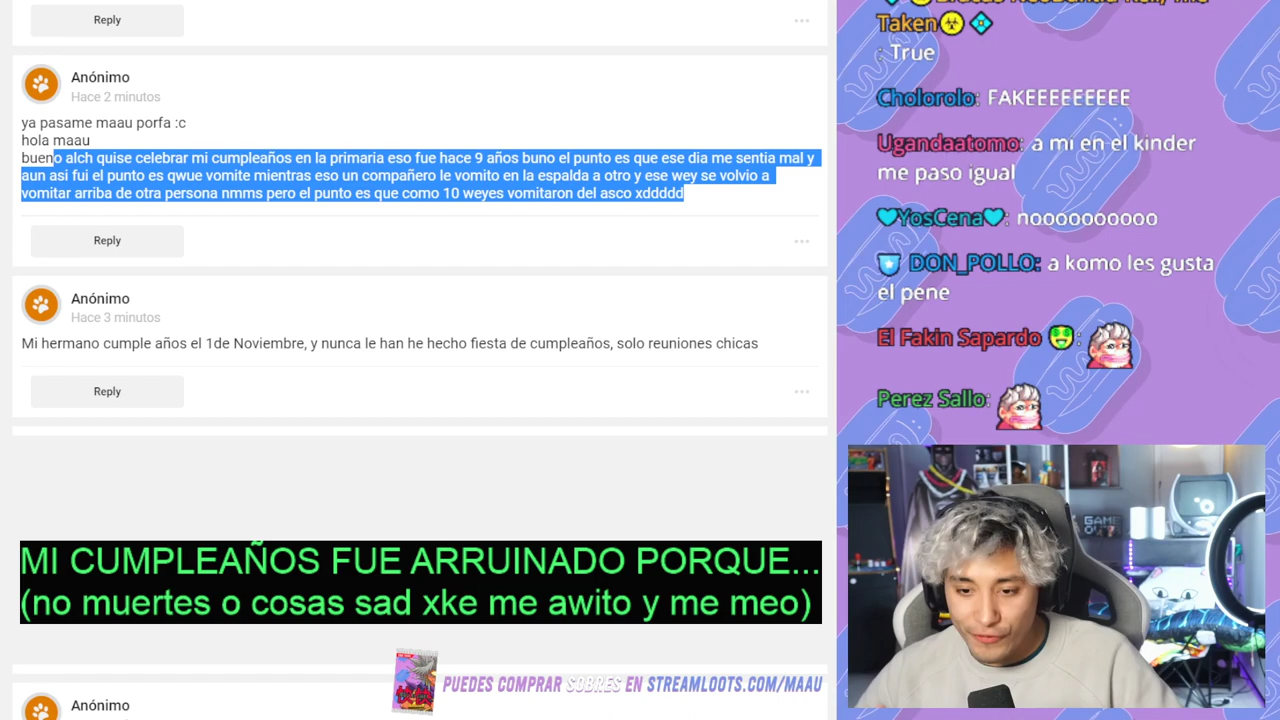 Reply
Anónimo
Hace 2 minutos
ya pasame maau porfa :c
hola maau
bueno alch quise celebrar mi cumpleaños en la primaria eso fue hace 9 años buno el punto es que ese dia me sentia mal y
aun asi fui el punto es qwue vomite mientras eso un compañero le vomito en la espalda a otro y ese wey se volvio a
vomitar arriba de otra persona nmms pero el punto es que como 10 weyes vomitaron del asco xddddd
Reply
Anónimo
Hace 3 minutos
Mi hermano cumple años el 1de Noviembre, y nunca le han he hecho fiesta de cumpleaños, solo reuniones chicas
Reply
MI CUMPLEAÑOS FUE ARRUINADO PORQUE...
(no muertes o cosas sad xke me awito y me meo)
PUEDES COMPRAR SOBRES EN STREAMLOOTS.COM/MAAU
Anónimo
Taken
: True
Cholorolo: FAKEEEEEEEEE
Ugandaatomo: a mi en el kinder
me paso igual
YosCena: noooooooooo
DON_POLLO: a komo les gusta
el pene
El Fakin Sapardo :
Perez Sallo:
GAME